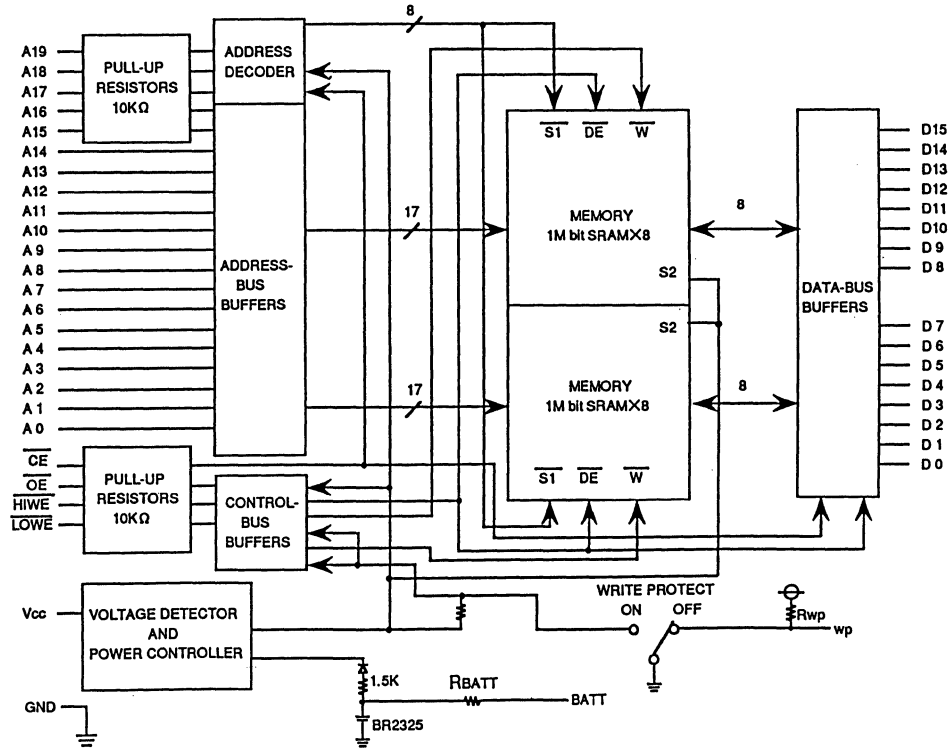 8
A19
A18
A17
A16
A15
PULL-UP
RESISTORS
10KΩ
ADDRESS
DECODER
A14
A13
A12
A11
A10
A9
A8
A7
A6
A5
A4
A3
A2
A1
A0
ADDRESS-
BUS
BUFFERS
17
17
S1
DE
W
MEMORY
1M bit SRAM×8
S2
S2
MEMORY
1M bit SRAM×8
S1
DE
W
8
8
DATA-BUS
BUFFERS
D15
D14
D13
D12
D11
D10
D9
D8
D7
D6
D5
D4
D3
D2
D1
D0
CE
OE
HIWE
LOWE
PULL-UP
RESISTORS
10KΩ
CONTROL-
BUS
BUFFERS
Vcc
VOLTAGE DETECTOR
AND
POWER CONTROLLER
WRITE PROTECT
ON OFF
Rwp
wp
1.5K
RBATT
BATT
BR2325
GND